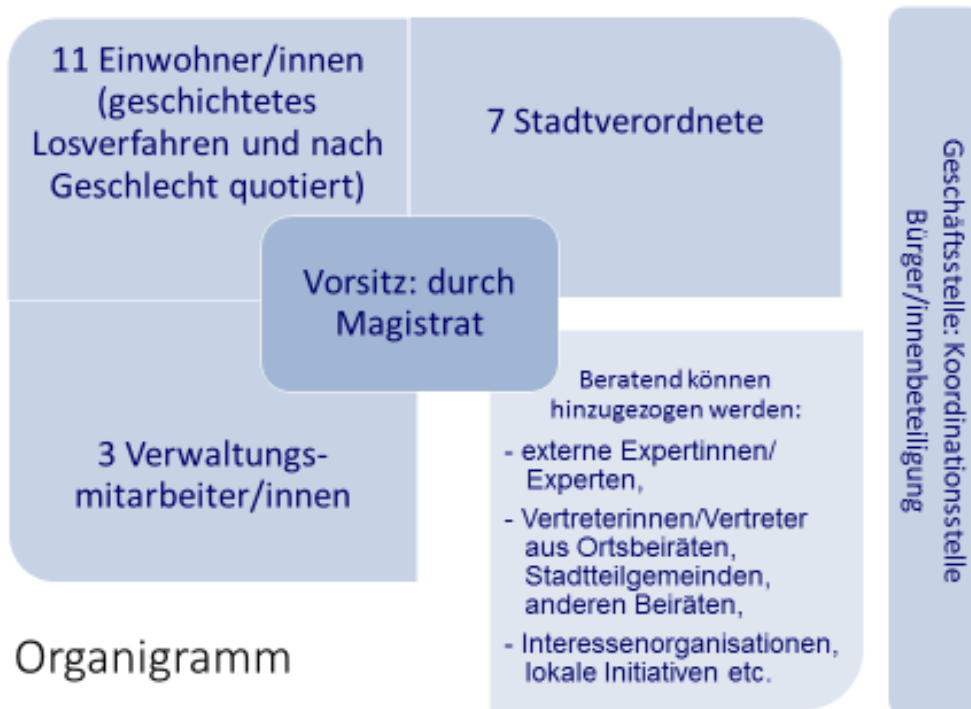 11 Einwohner/innen
(geschichtetes
Losverfahren und nach
Geschlecht quotiert)
7 Stadtverordnete
Vorsitz: durch
Magistrat
3 Verwaltungs-
mitarbeiter/innen
Beratend können
hinzugezogen werden:
- externe Expertinnen/
Experten,
- Vertreterinnen/Vertreter
aus Ortsbeiräten,
Stadtteilgemeinden,
anderen Beiräten,
- Interessenorganisationen,
lokale Initiativen etc.
Geschäftsstelle: Koordinationsstelle
Bürger/innenbeteiligung
Organigramm